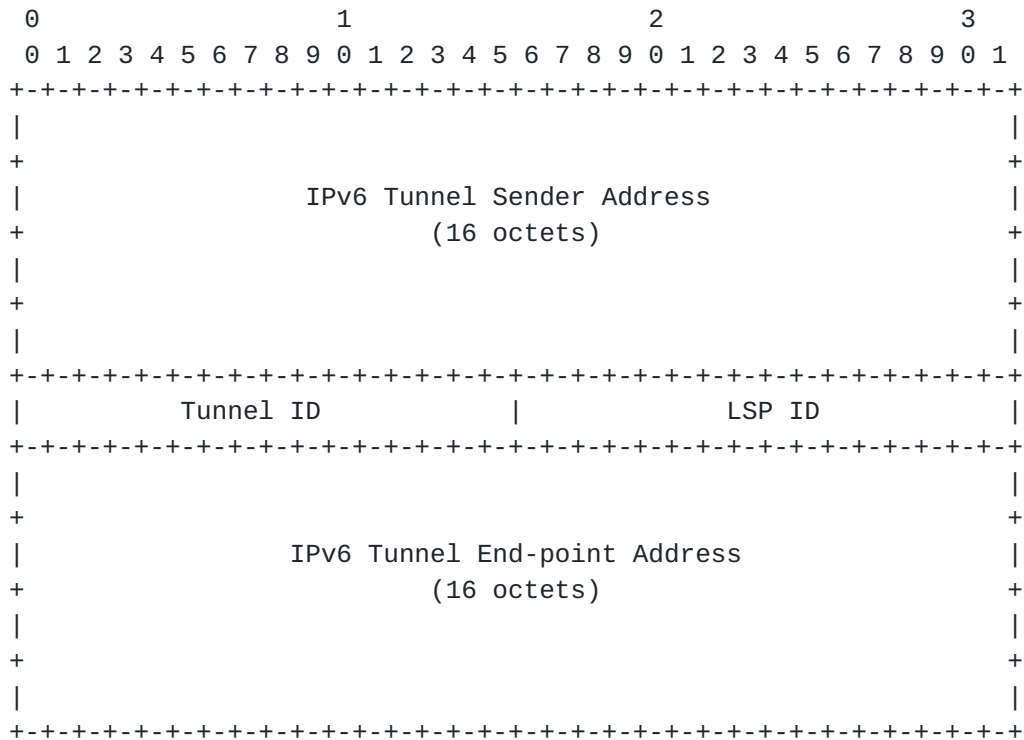 0                   1                   2                   3
 0 1 2 3 4 5 6 7 8 9 0 1 2 3 4 5 6 7 8 9 0 1 2 3 4 5 6 7 8 9 0 1
+-+-+-+-+-+-+-+-+-+-+-+-+-+-+-+-+-+-+-+-+-+-+-+-+-+-+-+-+-+-+-+-+
|                                                               |
+                                                               +
|                  IPv6 Tunnel Sender Address                   |
+                          (16 octets)                          +
|                                                               |
+                                                               +
|                                                               |
+-+-+-+-+-+-+-+-+-+-+-+-+-+-+-+-+-+-+-+-+-+-+-+-+-+-+-+-+-+-+-+-+
|          Tunnel ID            |             LSP ID            |
+-+-+-+-+-+-+-+-+-+-+-+-+-+-+-+-+-+-+-+-+-+-+-+-+-+-+-+-+-+-+-+-+
|                                                               |
+                                                               +
|                 IPv6 Tunnel End-point Address                 |
+                          (16 octets)                          +
|                                                               |
+                                                               +
|                                                               |
+-+-+-+-+-+-+-+-+-+-+-+-+-+-+-+-+-+-+-+-+-+-+-+-+-+-+-+-+-+-+-+-+